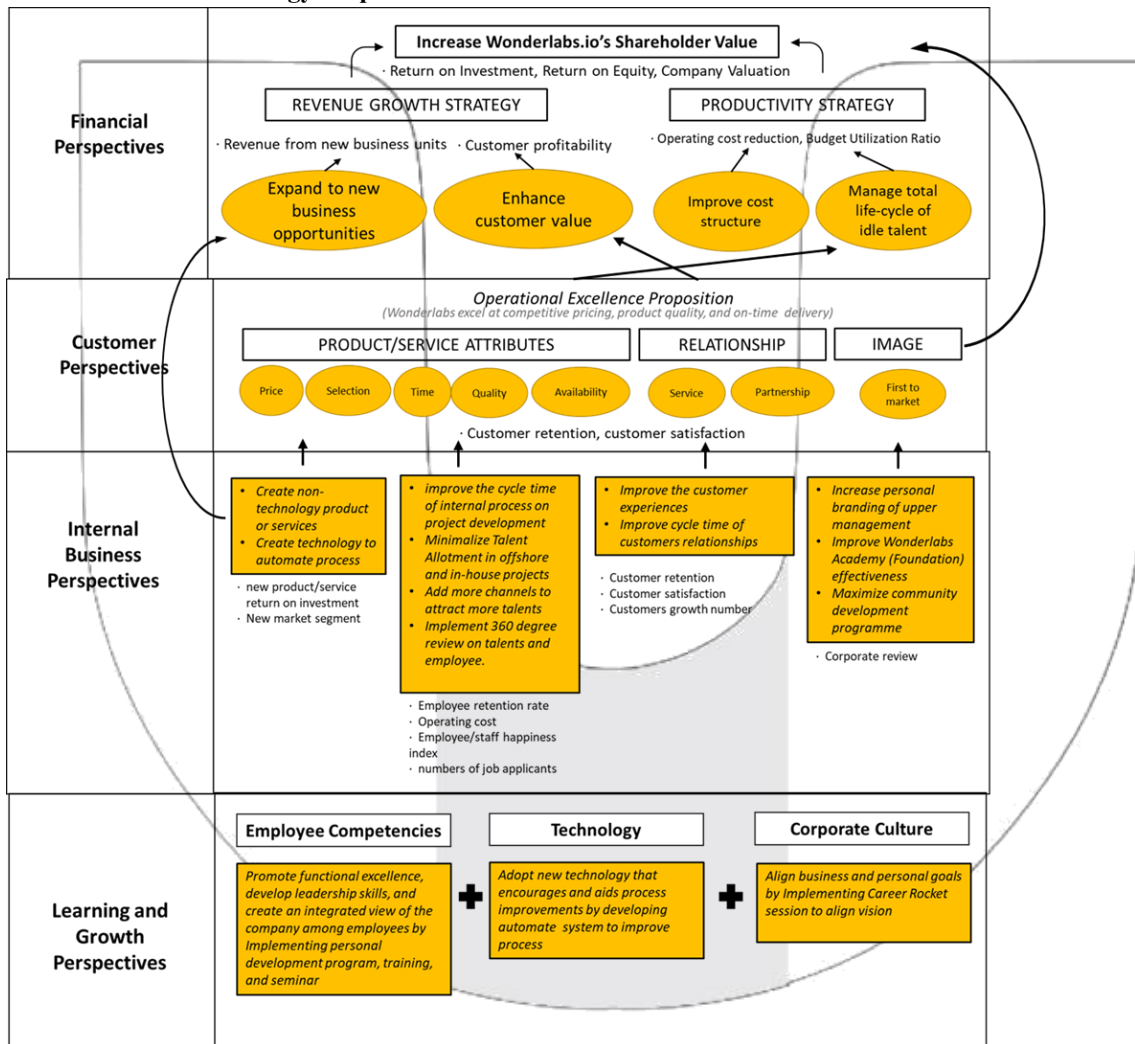 Increase Wonderlabs.io's Shareholder Value
· Return on Investment, Return on Equity, Company Valuation
Financial
Perspectives
REVENUE GROWTH STRATEGY
PRODUCTIVITY STRATEGY
· Revenue from new business units
· Customer profitability
· Operating cost reduction, Budget Utilization Ratio
Expand to new
business
opportunities
Enhance
customer value
Improve cost
structure
Manage total
life-cycle of
idle talent
Customer
Perspectives
Operational Excellence Proposition
(Wonderlabs excel at competitive pricing, product quality, and on-time delivery)
PRODUCT/SERVICE ATTRIBUTES
RELATIONSHIP
IMAGE
Price
Selection
Time
Quality
Availability
Service
Partnership
First to
market
· Customer retention, customer satisfaction
Internal
Business
Perspectives
• Create non-
technology product
or services
• Create technology to
automate process
· new product/service
return on investment
· New market segment
• improve the cycle time
of internal process on
project development
• Minimalize Talent
Allotment in offshore
and in-house projects
• Add more channels to
attract more talents
• Implement 360 degree
review on talents and
employee.
· Employee retention rate
· Operating cost
· Employee/staff happiness
index
· numbers of job applicants
• Improve the customer
experiences
• Improve cycle time of
customers relationships
· Customer retention
· Customer satisfaction
· Customers growth number
• Increase personal
branding of upper
management
• Improve Wonderlabs
Academy (Foundation)
effectiveness
• Maximize community
development
programme
· Corporate review
Learning and
Growth
Perspectives
Employee Competencies
Technology
Corporate Culture
Promote functional excellence,
develop leadership skills, and
create an integrated view of the
company among employees by
Implementing personal
development program, training,
and seminar
Adopt new technology that
encourages and aids process
improvements by developing
automate system to improve
process
Align business and personal goals
by Implementing Career Rocket
session to align vision